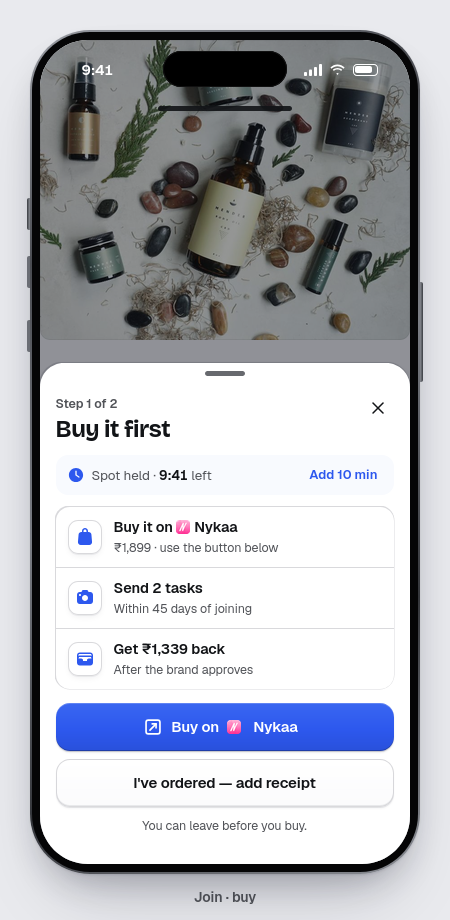 9:41
Step 1 of 2
Buy it first
Spot held · 9:41 left
Add 10 min
Buy it on Nykaa
₹1,899 · use the button below
Send 2 tasks
Within 45 days of joining
Get ₹1,339 back
After the brand approves
Buy on Nykaa
I've ordered — add receipt
You can leave before you buy.
Join · buy